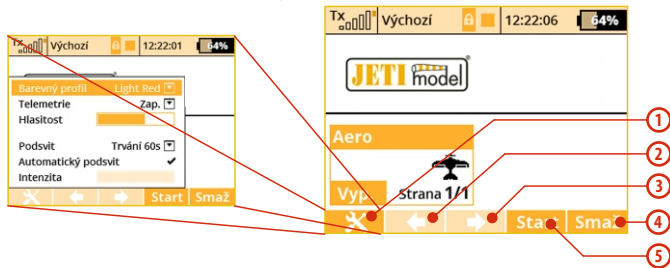 Tx Výchozí 12:22:01 64%
Barevný profil Light Red
Telemetrie Zap.
Hlasitost
Podsvit Trvání 60s
Automatický podsvit
Intenzita
Start Smaž
Tx Výchozí 12:22:06 64%
JETI model
Aero
Vyp Strana 1/1
Start Smaž
1
2
3
4
5